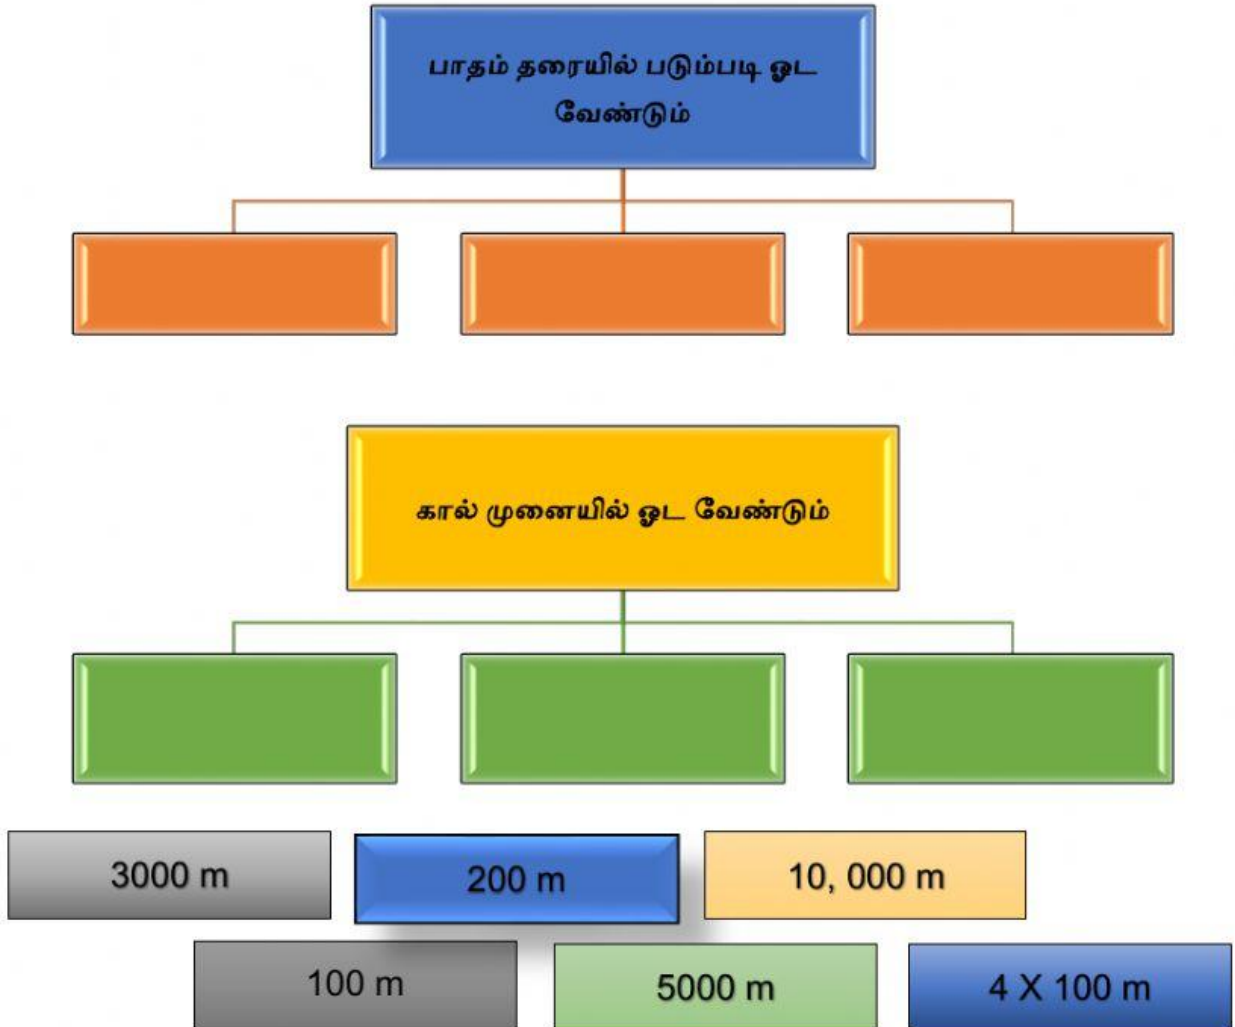 பாதம் தரையில் படும்படி ஓட
வேண்டும்
கால் முனையில் ஓட வேண்டும்
3000 m
200 m
10, 000 m
100 m
5000 m
4 X 100 m